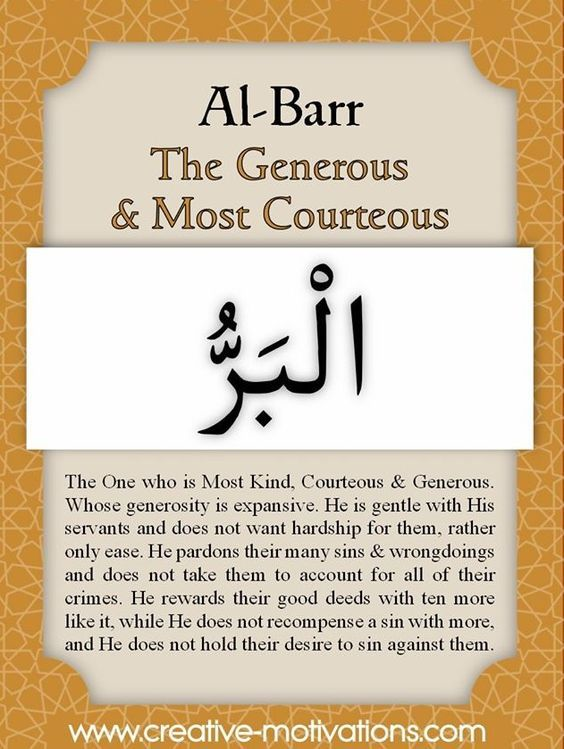 Al-Barr
The Generous
& Most Courteous
الْبَرُّ
The One who is Most Kind, Courteous & Generous.
Whose generosity is expansive. He is gentle with His
servants and does not want hardship for them, rather
only ease. He pardons their many sins & wrongdoings
and does not take them to account for all of their
crimes. He rewards their good deeds with ten more
like it, while He does not recompense a sin with more,
and He does not hold their desire to sin against them.
www.creative-motivations.com